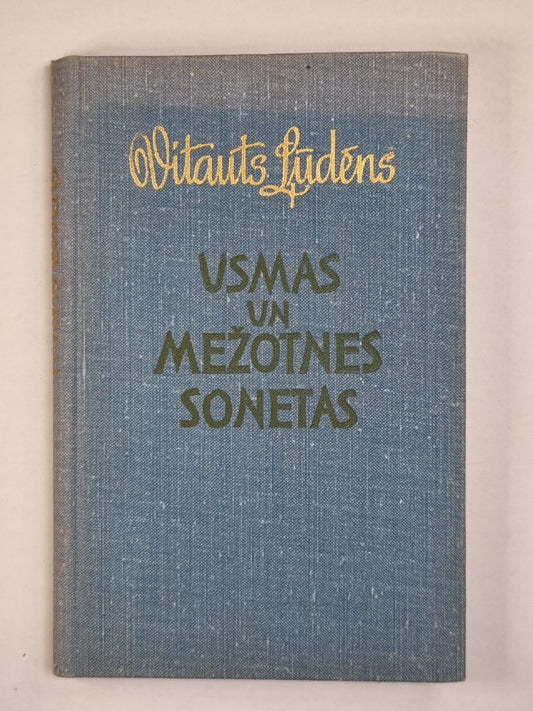 Vitauts Ļūdēns
USMAS
UN
MEŽOTNES
SONETAS